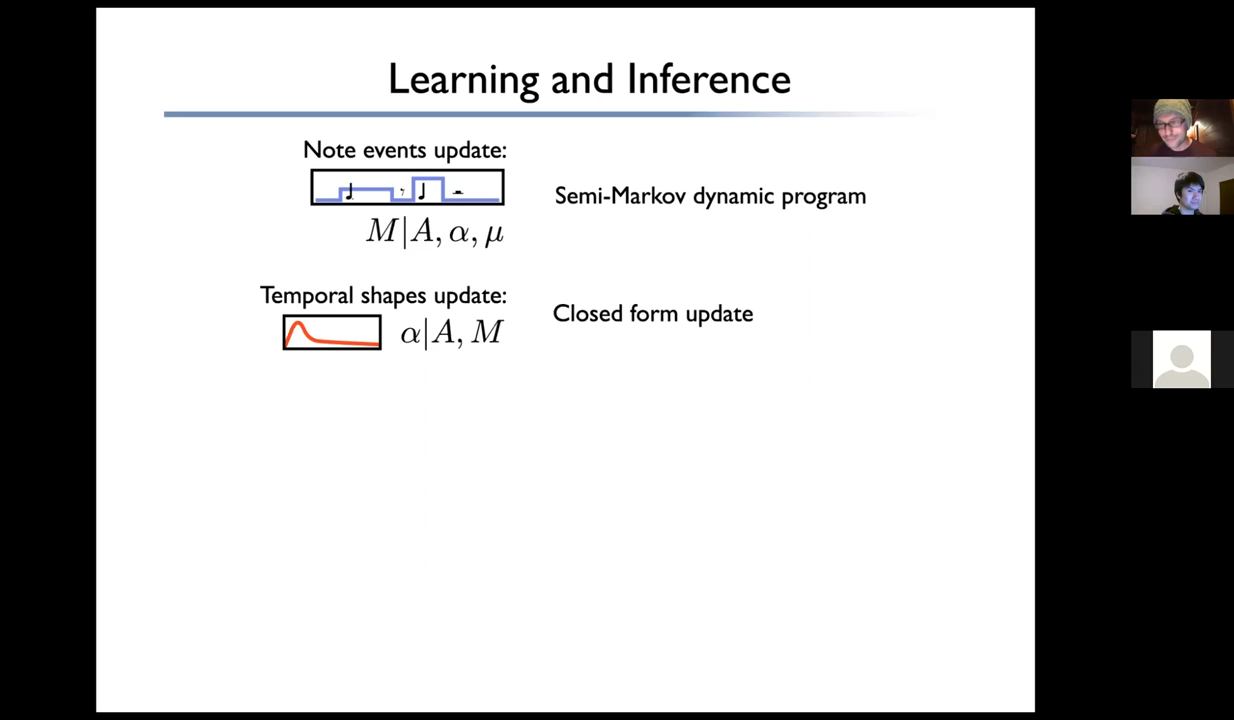 Learning and Inference
Note events update:
Semi-Markov dynamic program
M|A, α, μ
Temporal shapes update:
Closed form update
α|A, M